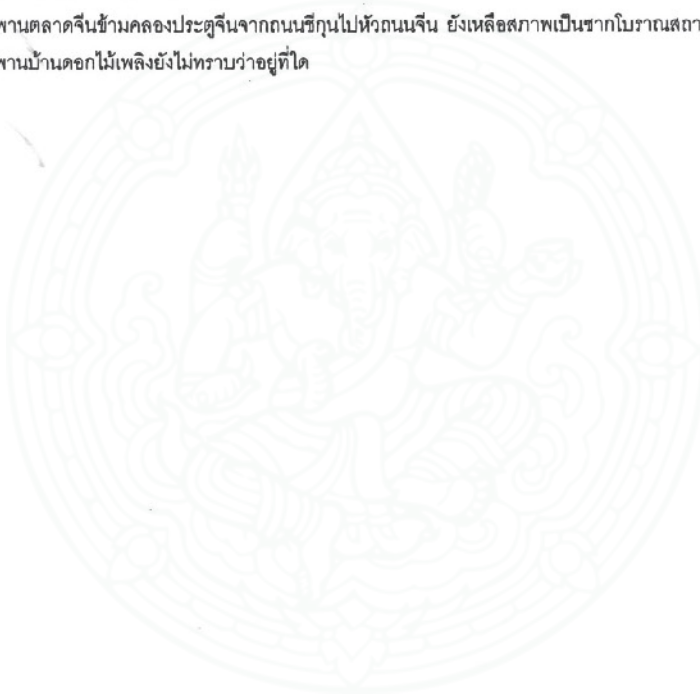 พานตลาดจีนข้ามคลองประตูจีนจากถนนชีกุนไปหัวถนนจีน ยังเหลือสภาพเป็นซากโบราณสถา
พานบ้านดอกไม้เพลิงยังไม่ทราบว่าอยู่ที่ใด